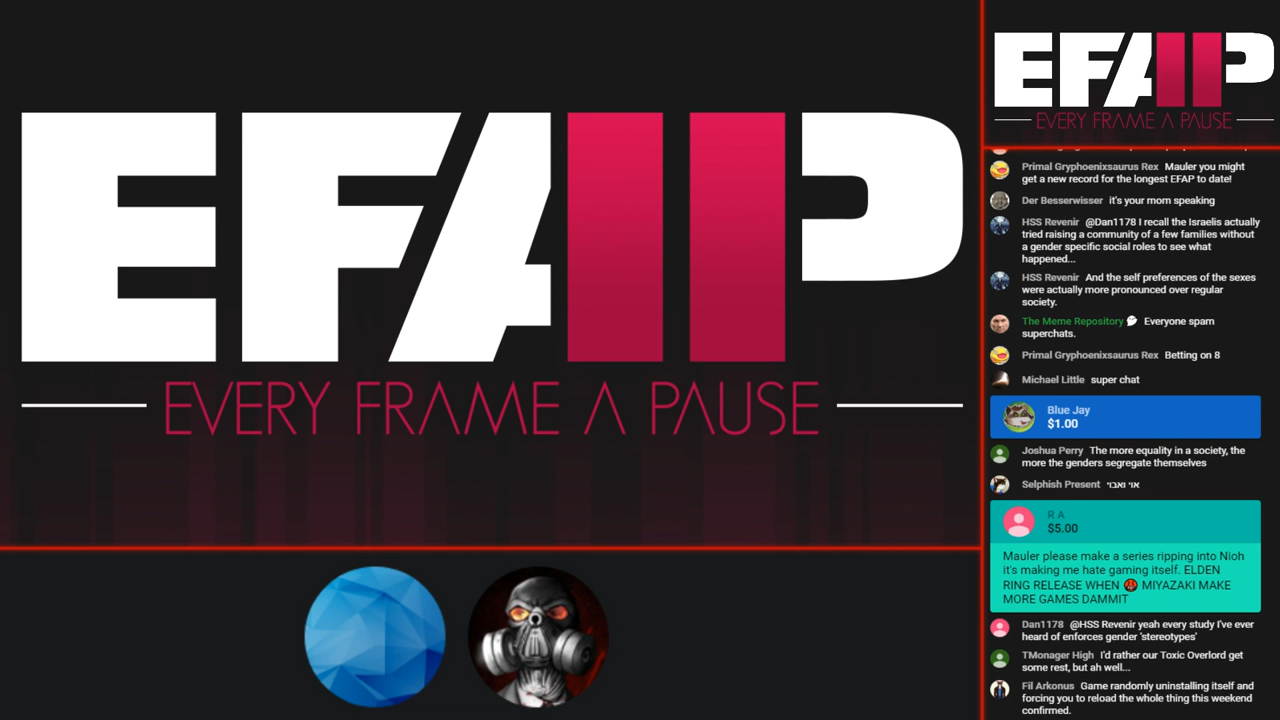 EFAP
EVERY FRAME A PAUSE
EFAP
EVERY FRAME A PAUSE
Primal Gryphoenixsaurus Rex Mauler you might
get a new record for the longest EFAP to date!
Der Besserwisser it's your mom speaking
HSS Revenir @Dan1178 I recall the Israelis actually
tried raising a community of a few families without
a gender specific social roles to see what
happened...
HSS Revenir And the self preferences of the sexes
were actually more pronounced over regular
society.
The Meme Repository Everyone spam
superchats.
Primal Gryphoenixsaurus Rex Betting on 8
Michael Little super chat
Blue Jay
$1.00
Joshua Perry The more equality in a society, the
more the genders segregate themselves
Selphish Present אוי ואבוי
R A
$5.00
Mauler please make a series ripping into Nioh
it's making me hate gaming itself. ELDEN
RING RELEASE WHEN MIYAZAKI MAKE
MORE GAMES DAMMIT
Dan1178 @HSS Revenir yeah every study I've ever
heard of enforces gender 'stereotypes'
TMonager High I'd rather our Toxic Overlord get
some rest, but ah well...
Fil Arkonus Game randomly uninstalling itself and
forcing you to reload the whole thing this weekend
confirmed.